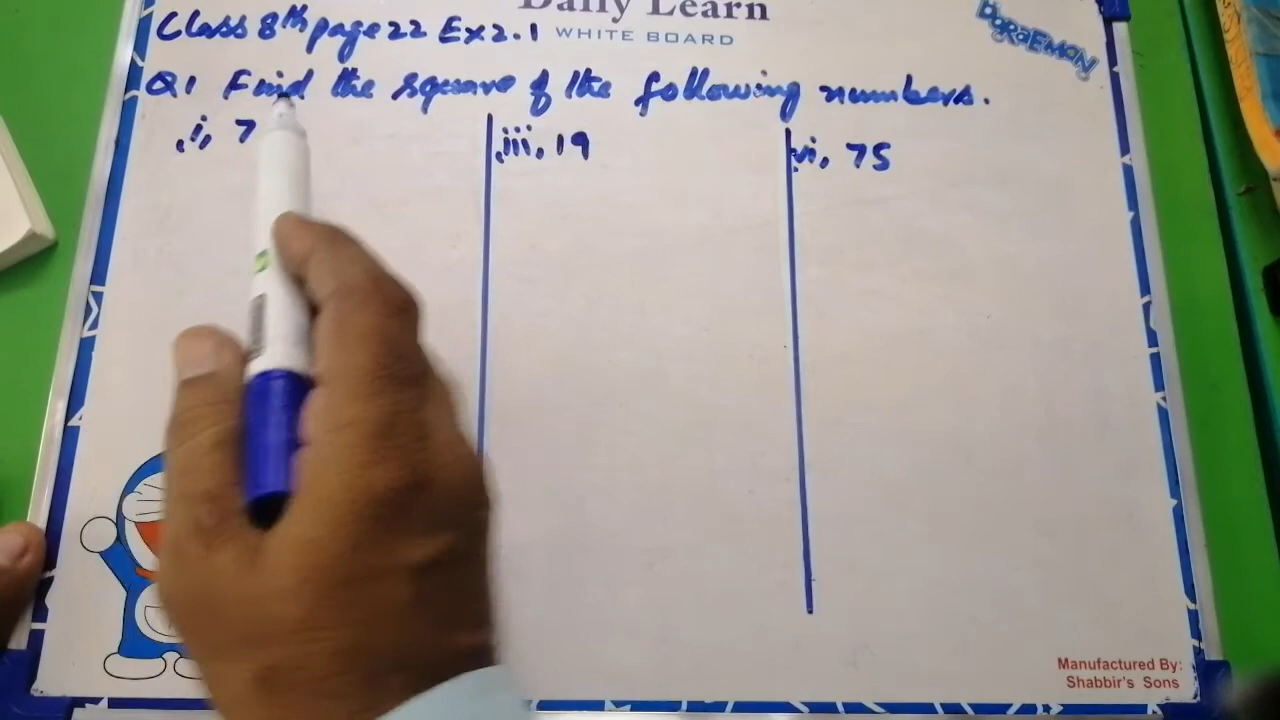 Daily Learn
WHITE BOARD
DORAEMON
Class 8th page 22 Ex 2.1
Q1 Find the square of the following numbers.
i, 7
iii, 19
vi, 75
Manufactured By:
Shabbir's Sons